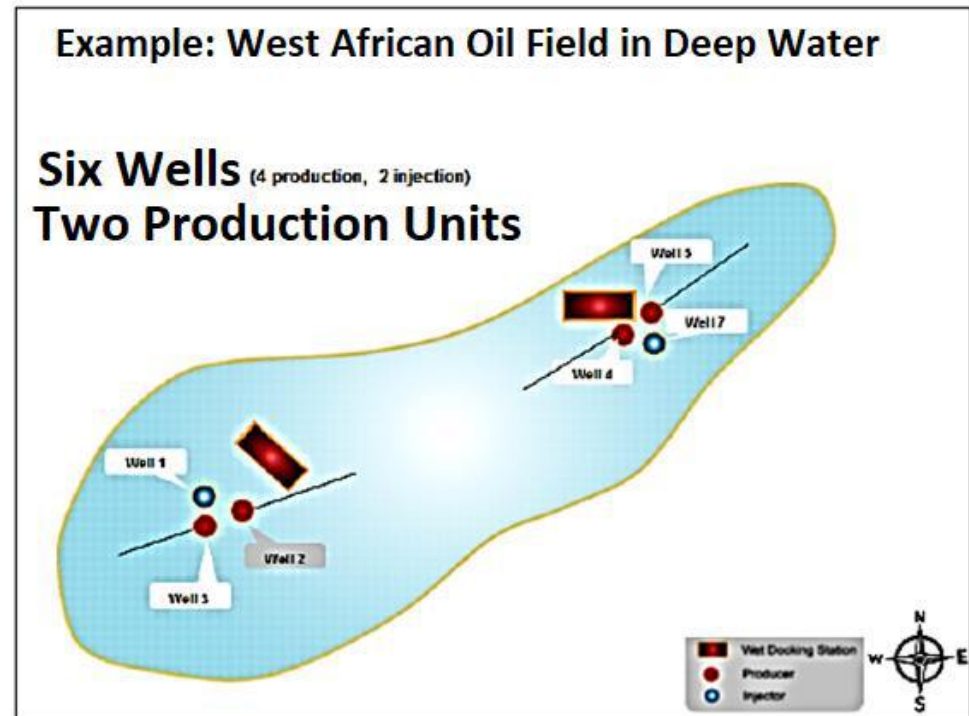 Example: West African Oil Field in Deep Water
Six Wells (4 production, 2 injection)
Two Production Units
Well 5
Well 7
Well 4
Well 1
Well 2
Well 3
Wet Docking Station
Producer
Injector
N
W
E
S